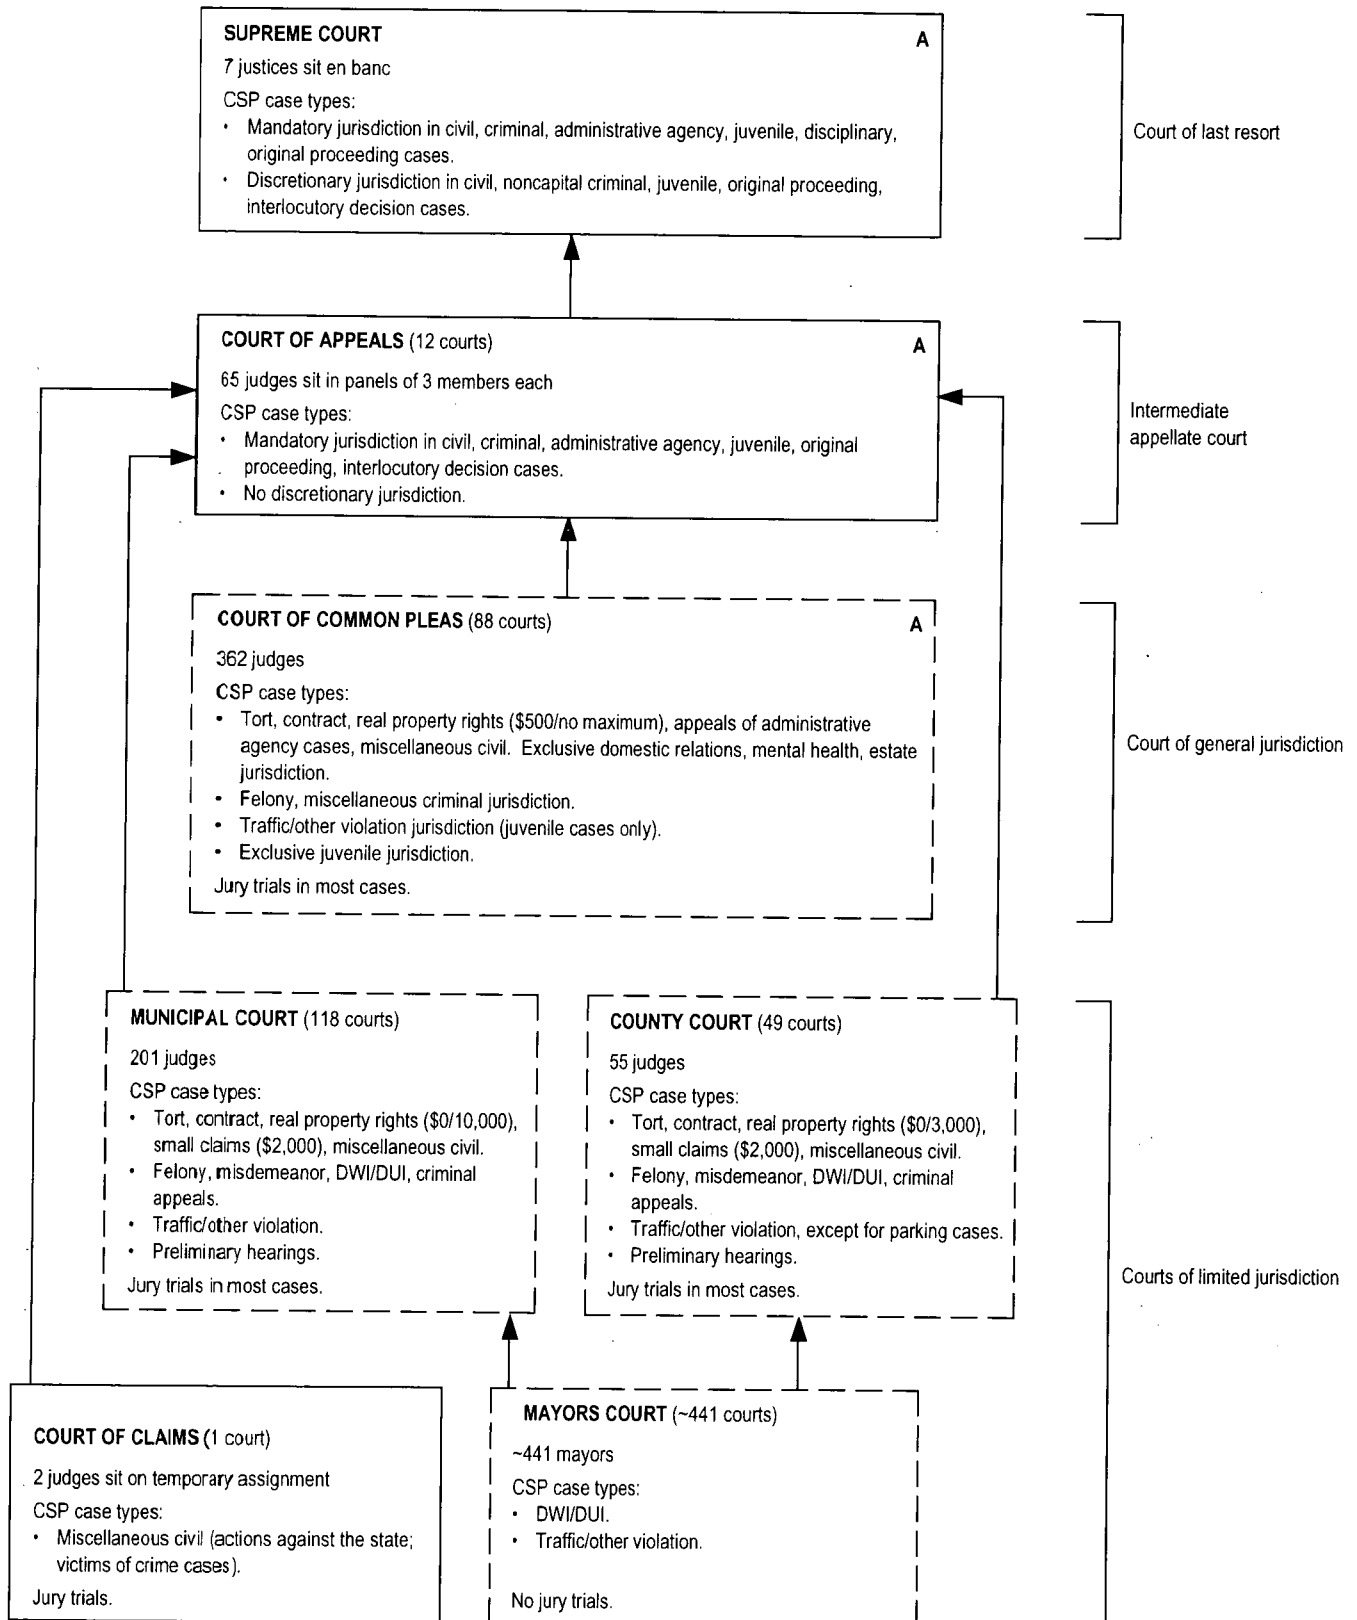 SUPREME COURT A
7 justices sit en banc
CSP case types:
• Mandatory jurisdiction in civil, criminal, administrative agency, juvenile, disciplinary,
original proceeding cases.
• Discretionary jurisdiction in civil, noncapital criminal, juvenile, original proceeding,
interlocutory decision cases.
Court of last resort
COURT OF APPEALS (12 courts) A
65 judges sit in panels of 3 members each
CSP case types:
• Mandatory jurisdiction in civil, criminal, administrative agency, juvenile, original
proceeding, interlocutory decision cases.
• No discretionary jurisdiction.
Intermediate
appellate court
COURT OF COMMON PLEAS (88 courts) A
362 judges
CSP case types:
• Tort, contract, real property rights ($500/no maximum), appeals of administrative
agency cases, miscellaneous civil. Exclusive domestic relations, mental health, estate
jurisdiction.
• Felony, miscellaneous criminal jurisdiction.
• Traffic/other violation jurisdiction (juvenile cases only).
• Exclusive juvenile jurisdiction.
Jury trials in most cases.
Court of general jurisdiction
MUNICIPAL COURT (118 courts)
201 judges
CSP case types:
• Tort, contract, real property rights ($0/10,000),
small claims ($2,000), miscellaneous civil.
• Felony, misdemeanor, DWI/DUI, criminal
appeals.
• Traffic/other violation.
• Preliminary hearings.
Jury trials in most cases.
COUNTY COURT (49 courts)
55 judges
CSP case types:
• Tort, contract, real property rights ($0/3,000),
small claims ($2,000), miscellaneous civil.
• Felony, misdemeanor, DWI/DUI, criminal
appeals.
• Traffic/other violation, except for parking cases.
• Preliminary hearings.
Jury trials in most cases.
Courts of limited jurisdiction
COURT OF CLAIMS (1 court)
2 judges sit on temporary assignment
CSP case types:
• Miscellaneous civil (actions against the state;
victims of crime cases).
Jury trials.
MAYORS COURT (~441 courts)
~441 mayors
CSP case types:
• DWI/DUI.
• Traffic/other violation.
No jury trials.